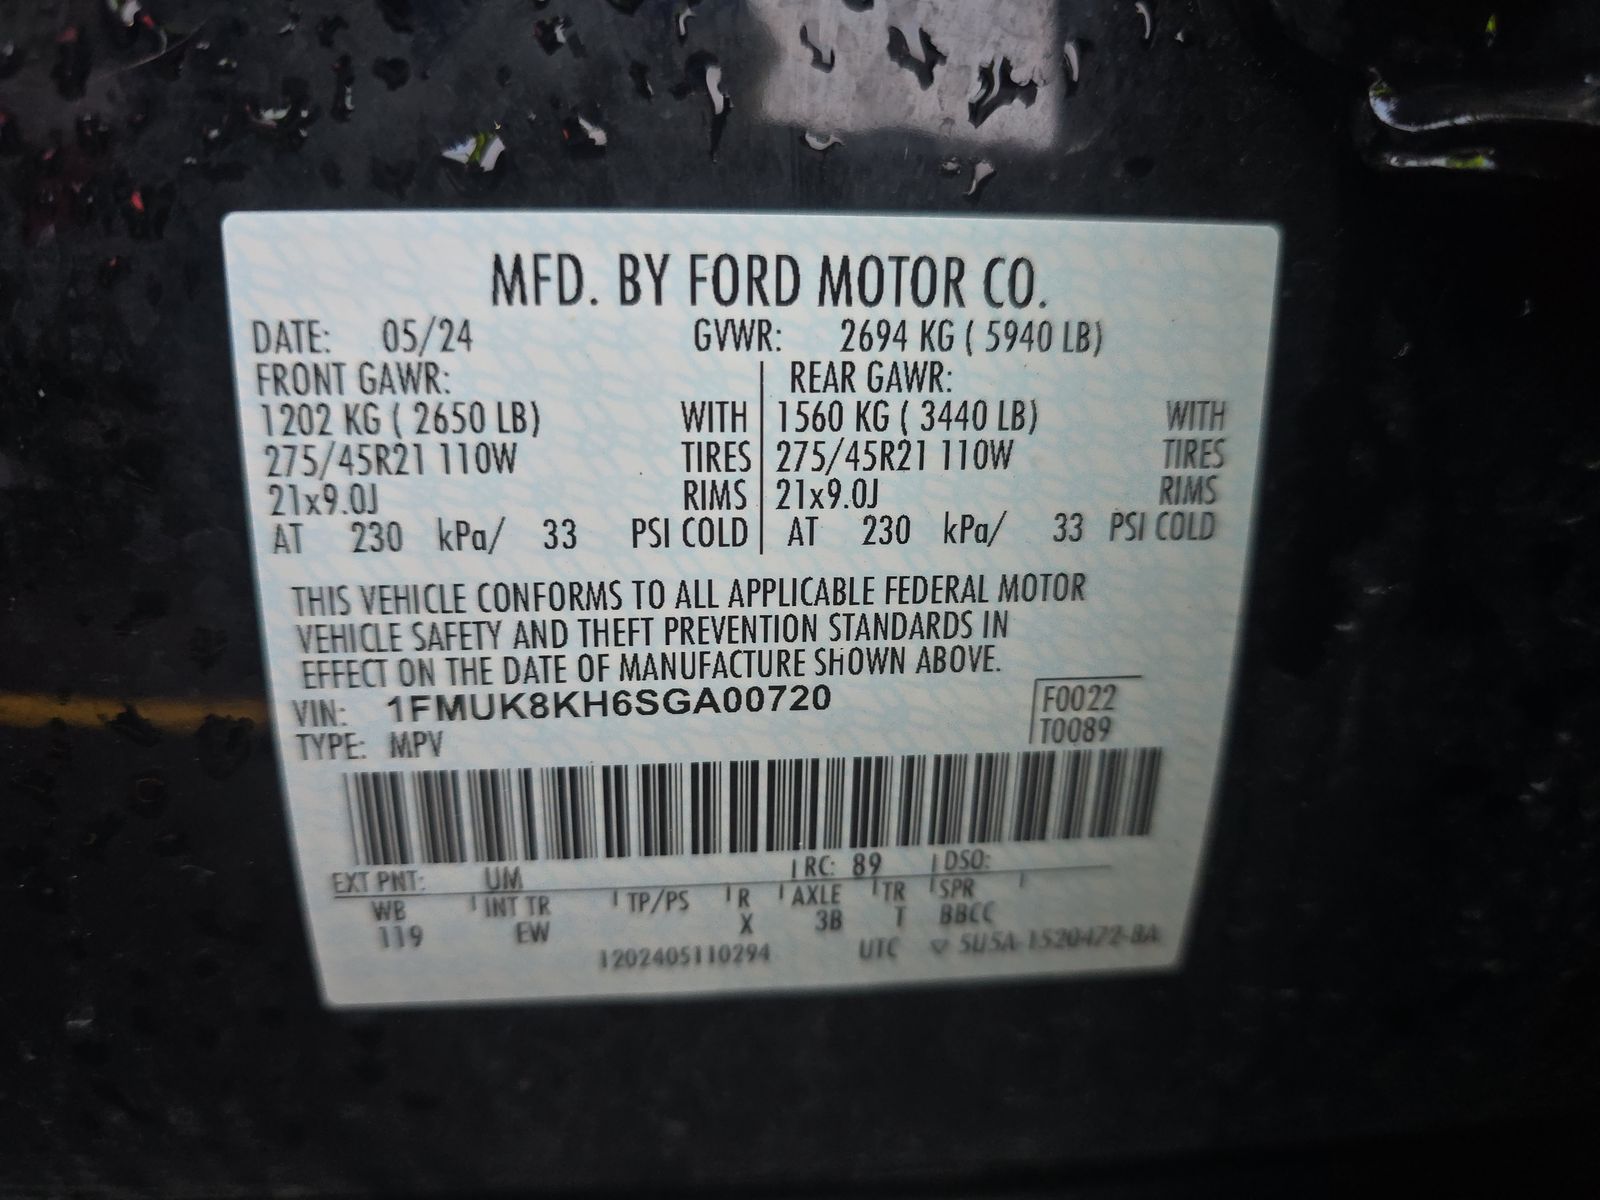 MFD. BY FORD MOTOR CO.
DATE: 05/24 GVWR: 2694 KG ( 5940 LB)
FRONT GAWR: REAR GAWR:
1202 KG ( 2650 LB) WITH 1560 KG ( 3440 LB) WITH
275/45R21 110W TIRES 275/45R21 110W TIRES
21x9.0J RIMS 21x9.0J RIMS
AT 230 kPa/ 33 PSI COLD AT 230 kPa/ 33 PSI COLD
THIS VEHICLE CONFORMS TO ALL APPLICABLE FEDERAL MOTOR
VEHICLE SAFETY AND THEFT PREVENTION STANDARDS IN
EFFECT ON THE DATE OF MANUFACTURE SHOWN ABOVE.
VIN: 1FMUK8KH6SGA00720 F0022
TYPE: MPV T0089
EXT PNT: UM RC: 89 DSO:
WB INT TR TP/PS R AXLE TR SPR
119 EW X 3B T BBCC
1202405110294 UTC SU5A-1520472-BA